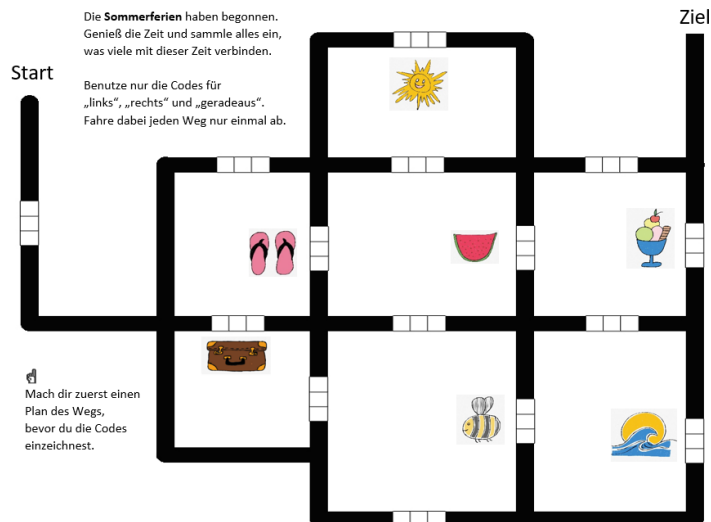 Die Sommerferien haben begonnen.
Genieß die Zeit und sammle alles ein,
was viele mit dieser Zeit verbinden.
Benutze nur die Codes für
„links“, „rechts“ und „geradeaus“.
Fahre dabei jeden Weg nur einmal ab.
Start
Ziel
Mach dir zuerst einen
Plan des Wegs,
bevor du die Codes
einzeichnest.